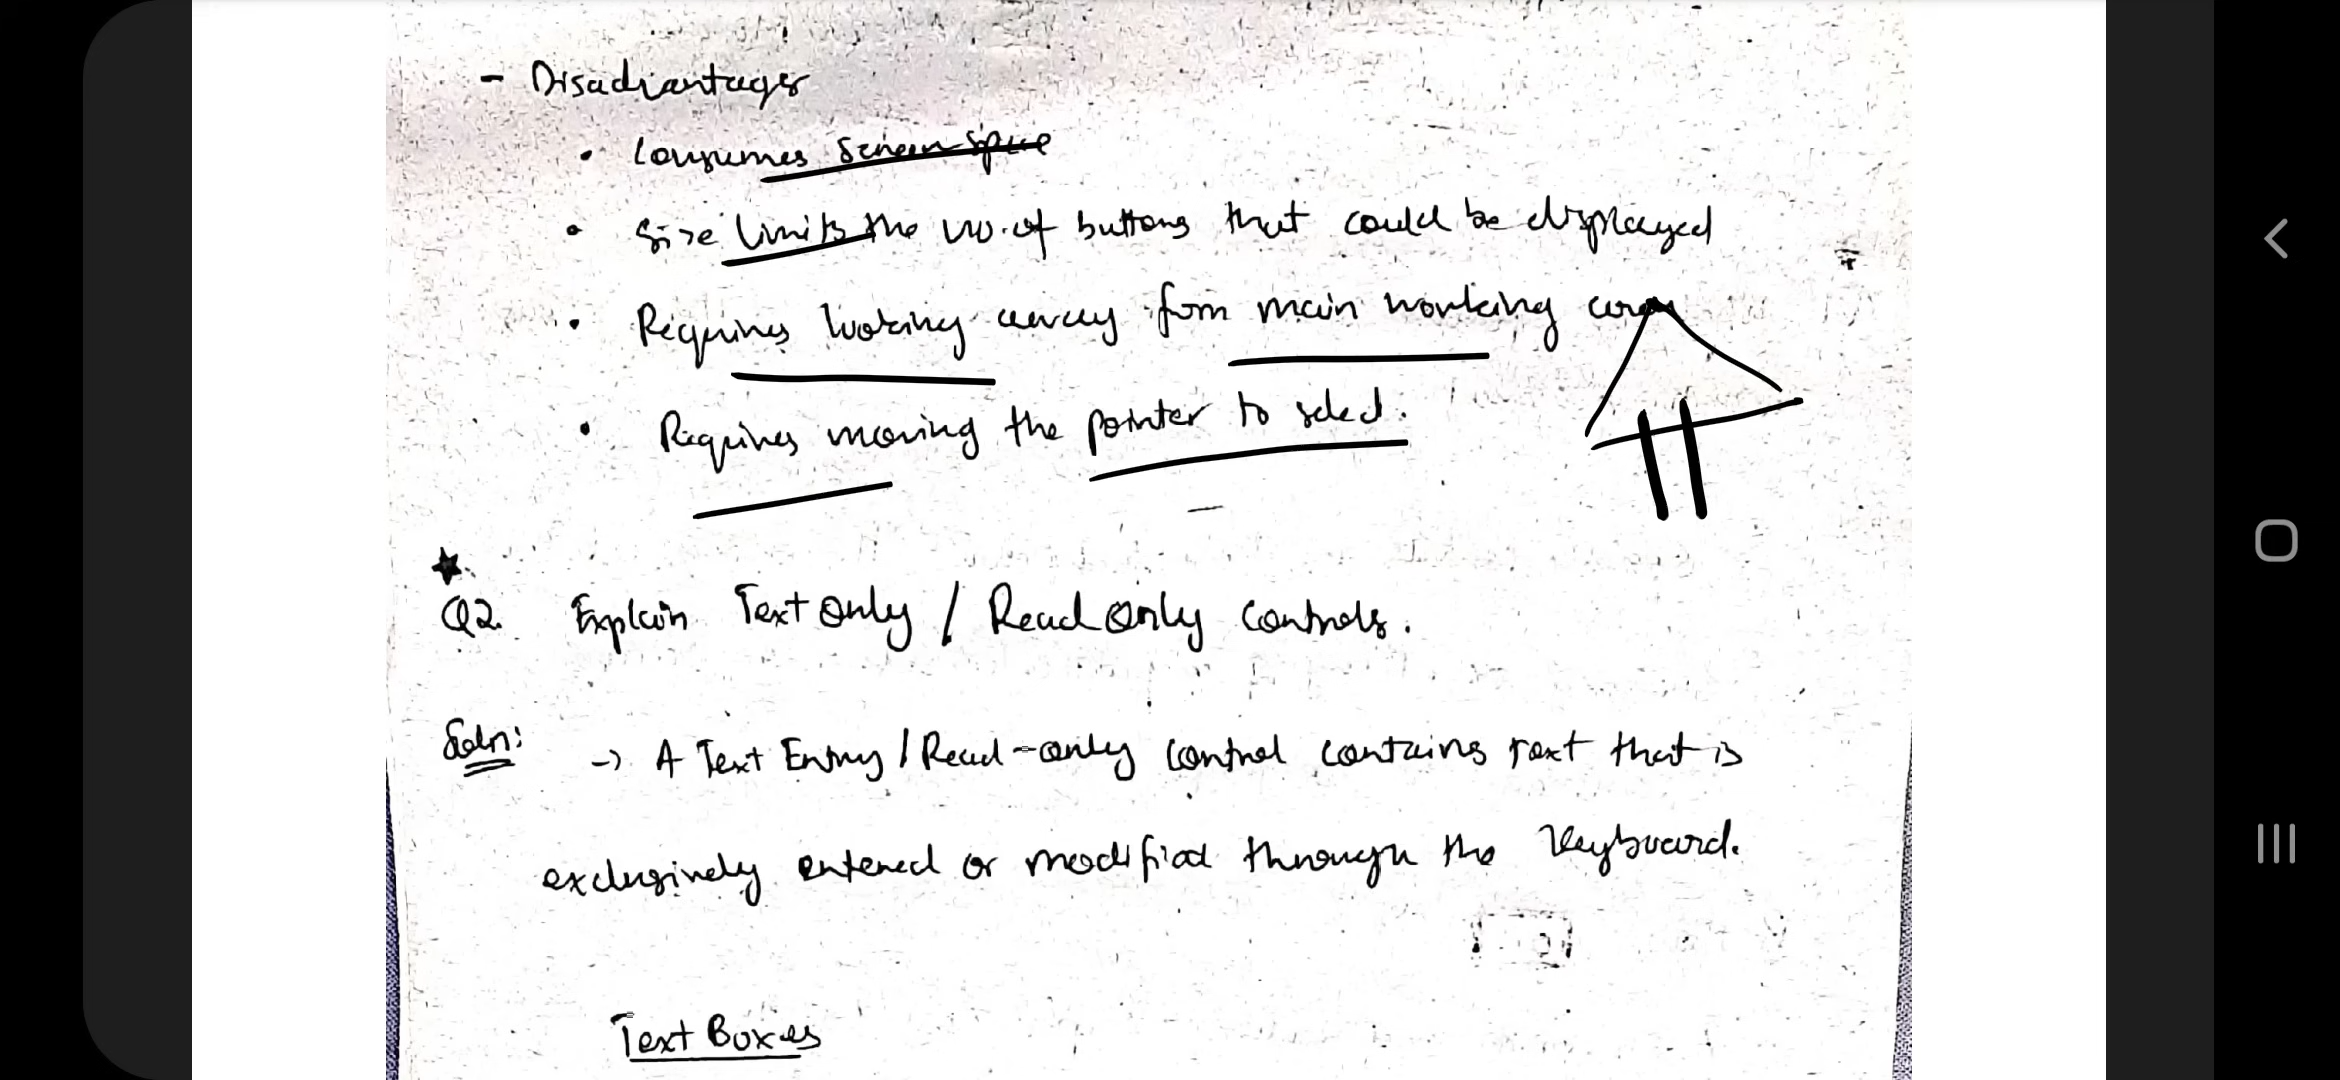 - Disadvantages
• Consumes screen space
• Size limits the no. of buttons that could be displayed
• Requires looking away from main working area
• Requires moving the pointer to select.
Q2. Explain Text Only / Read Only controls.
Soln: → A Text Entry / Read-only control contains text that is
exclusively entered or modified through the keyboard.
Text Boxes